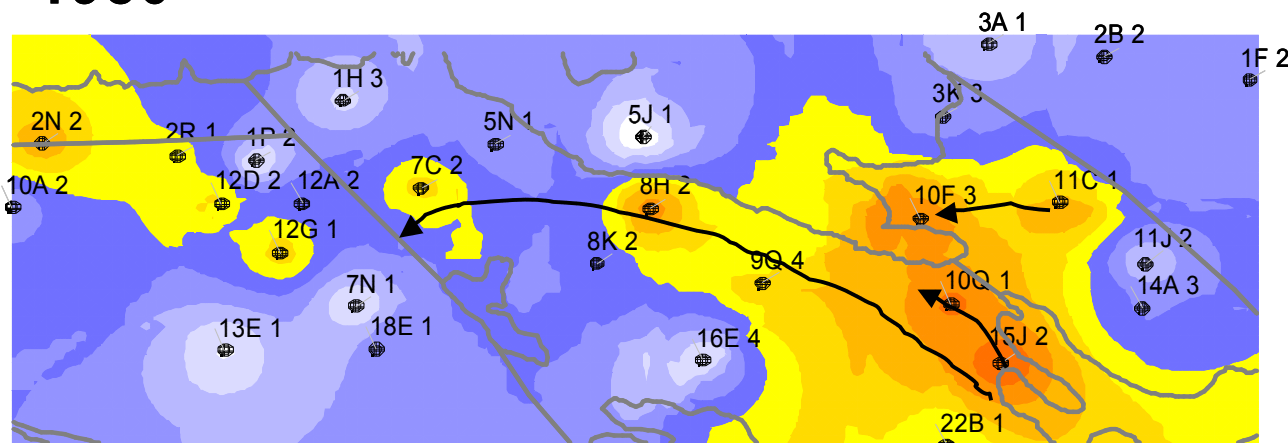 3A 1
2B 2
1F 2
1H 3
3K 3
2N 2
2R 1
1P 2
5N 1
5J 1
7C 2
10A 2
12D 2
12A 2
8H 2
10F 3
11C 1
12G 1
8K 2
9Q 4
11J 2
7N 1
10Q 1
14A 3
13E 1
18E 1
16E 4
15J 2
22B 1